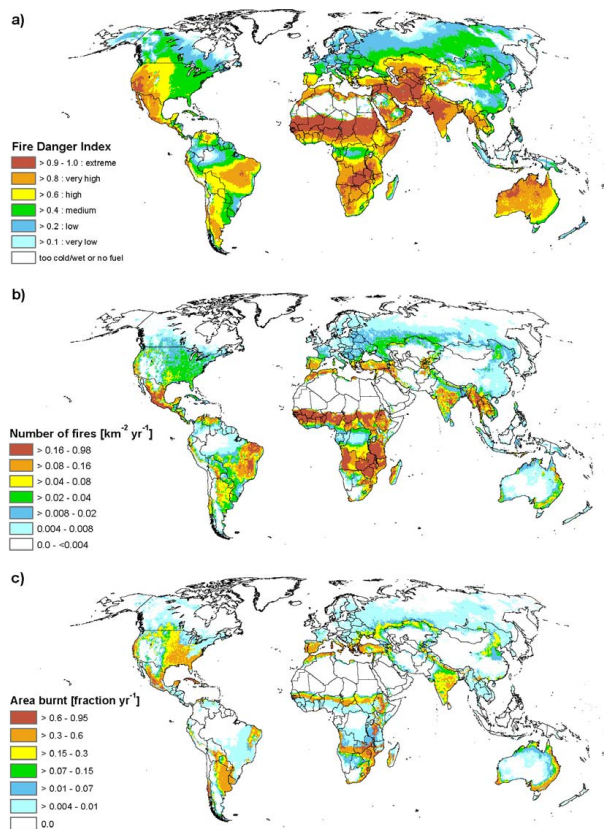 a)
Fire Danger Index
> 0.9 - 1.0 : extreme
> 0.8 : very high
> 0.6 : high
> 0.4 : medium
> 0.2 : low
> 0.1 : very low
too cold/wet or no fuel
b)
Number of fires [km⁻² yr⁻¹]
> 0.16 - 0.98
> 0.08 - 0.16
> 0.04 - 0.08
> 0.02 - 0.04
> 0.008 - 0.02
0.004 - 0.008
0.0 - <0.004
c)
Area burnt [fraction yr⁻¹]
> 0.6 - 0.95
> 0.3 - 0.6
> 0.15 - 0.3
> 0.07 - 0.15
> 0.01 - 0.07
> 0.004 - 0.01
0.0